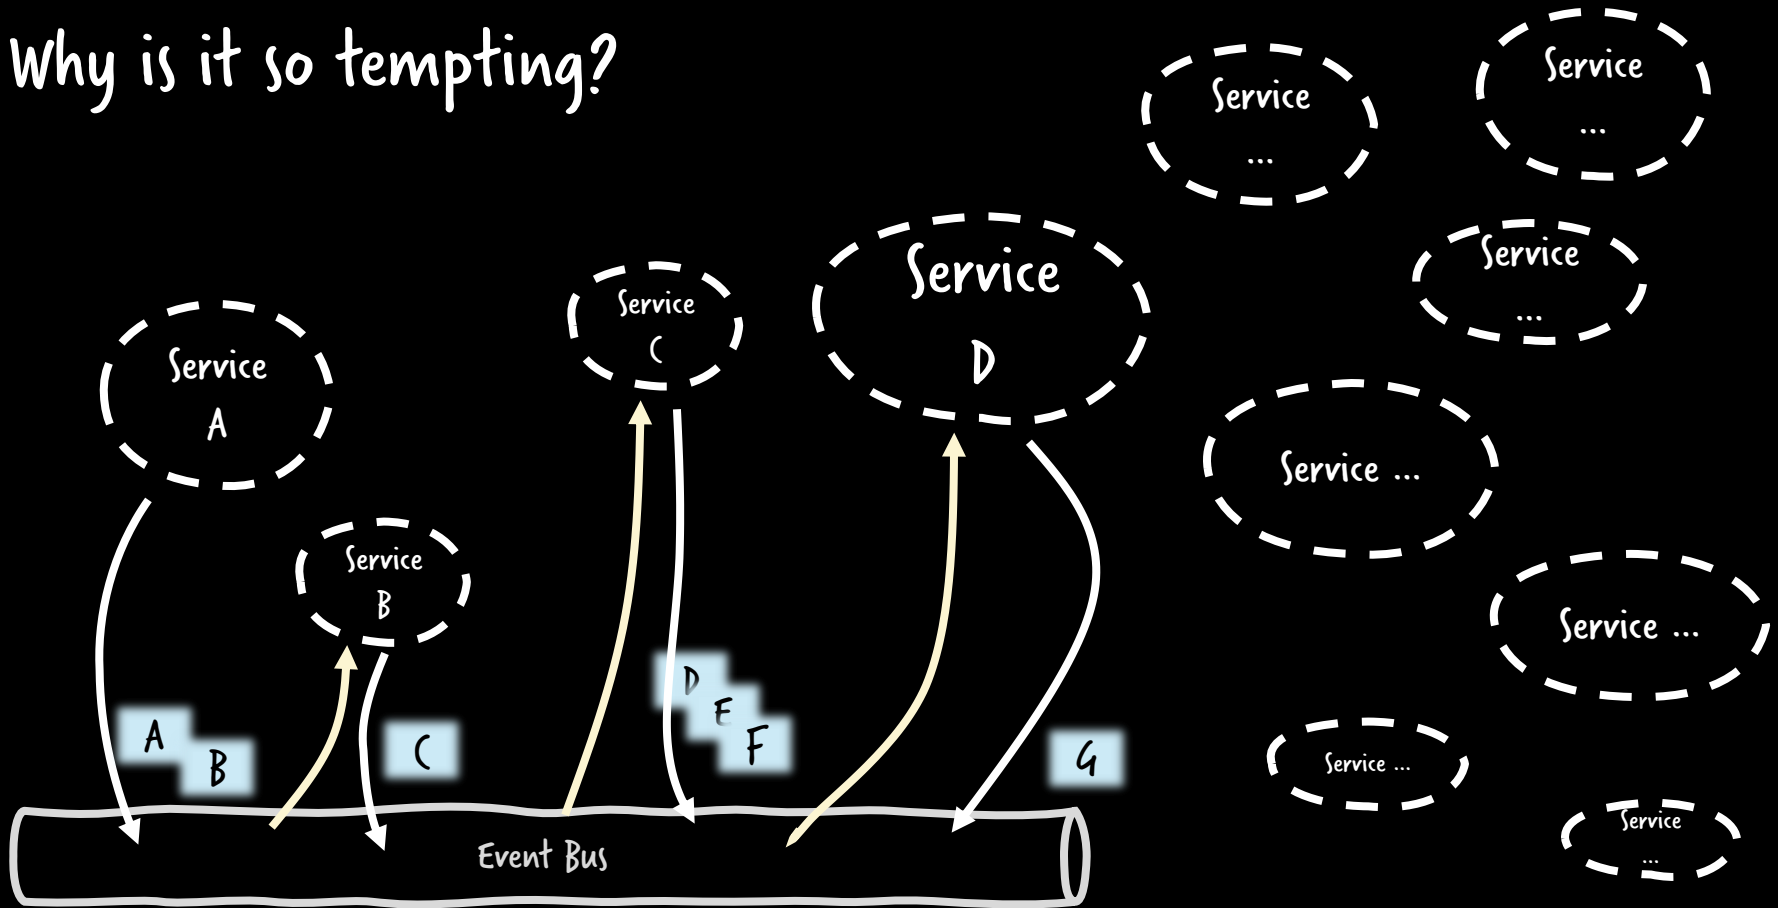 Why is it so tempting?
Service
...
Service
...
Service
...
Service
D
Service
C
Service
A
Service ...
Service
B
Service ...
D
E
F
A
B
C
G
Service ...
Service
...
Event Bus